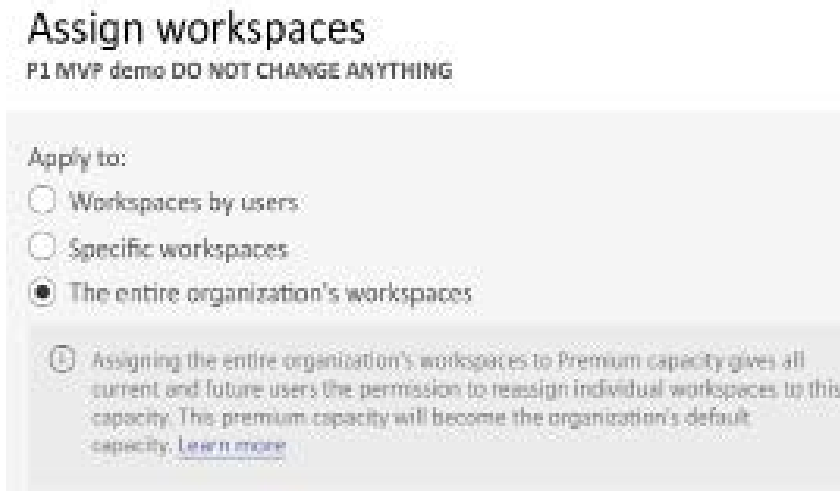 Assign workspaces
P1 MVP demo DO NOT CHANGE ANYTHING
Apply to:
Workspaces by users
Specific workspaces
The entire organization's workspaces
Assigning the entire organization's workspaces to Premium capacity gives all
current and future users the permission to reassign individual workspaces to this
capacity. This premium capacity will become the organization's default
capacity. Learn more